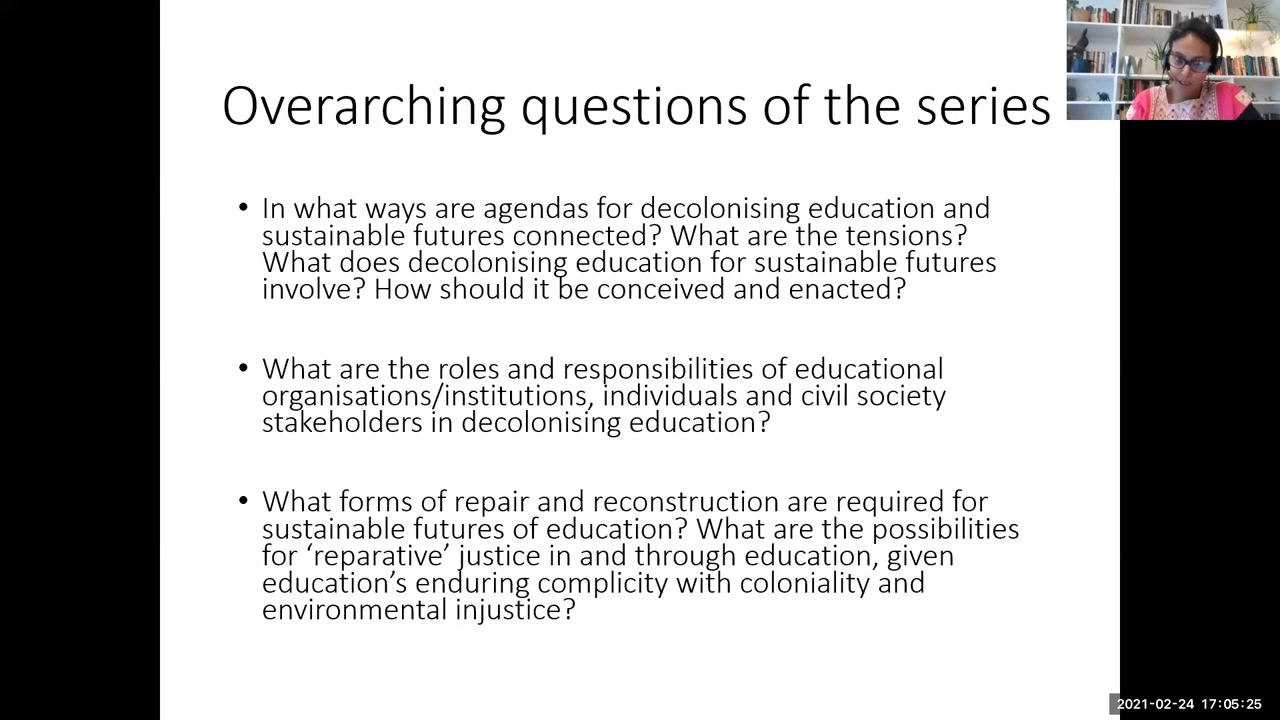 Overarching questions of the series
• In what ways are agendas for decolonising education and
sustainable futures connected? What are the tensions?
What does decolonising education for sustainable futures
involve? How should it be conceived and enacted?
• What are the roles and responsibilities of educational
organisations/institutions, individuals and civil society
stakeholders in decolonising education?
• What forms of repair and reconstruction are required for
sustainable futures of education? What are the possibilities
for ‘reparative’ justice in and through education, given
education’s enduring complicity with coloniality and
environmental injustice?
2021-02-24 17:05:25